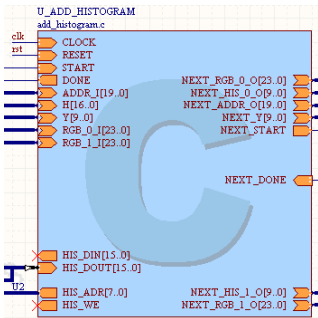 U_ADD_HISTOGRAM
add_histogram.c
clk
rst
CLOCK
RESET
START
DONE
ADDR_I[19..0]
H[16..0]
Y[9..0]
RGB_0_I[23..0]
RGB_1_I[23..0]
NEXT_RGB_0_O[23..0]
NEXT_HIS_0_O[9..0]
NEXT_ADDR_O[19..0]
NEXT_Y[9..0]
NEXT_START
NEXT_DONE
C
HIS_DIN[15..0]
HIS_DOUT[15..0]
U2
HIS_ADR[7..0]
HIS_WE
NEXT_HIS_1_O[9..0]
NEXT_RGB_1_O[23..0]